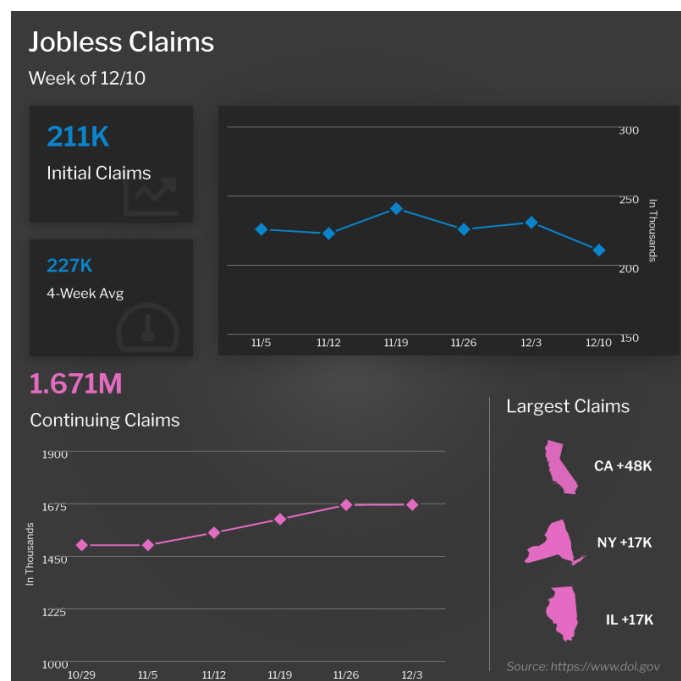 Jobless Claims
Week of 12/10
211K
Initial Claims
227K
4-Week Avg
300
250
200
150
In Thousands
11/5 11/12 11/19 11/26 12/3 12/10
1.671M
Continuing Claims
1900
1675
1450
1225
1000
In Thousands
10/29 11/5 11/12 11/19 11/26 12/3
Largest Claims
CA +48K
NY +17K
IL +17K
Source: https://www.dol.gov